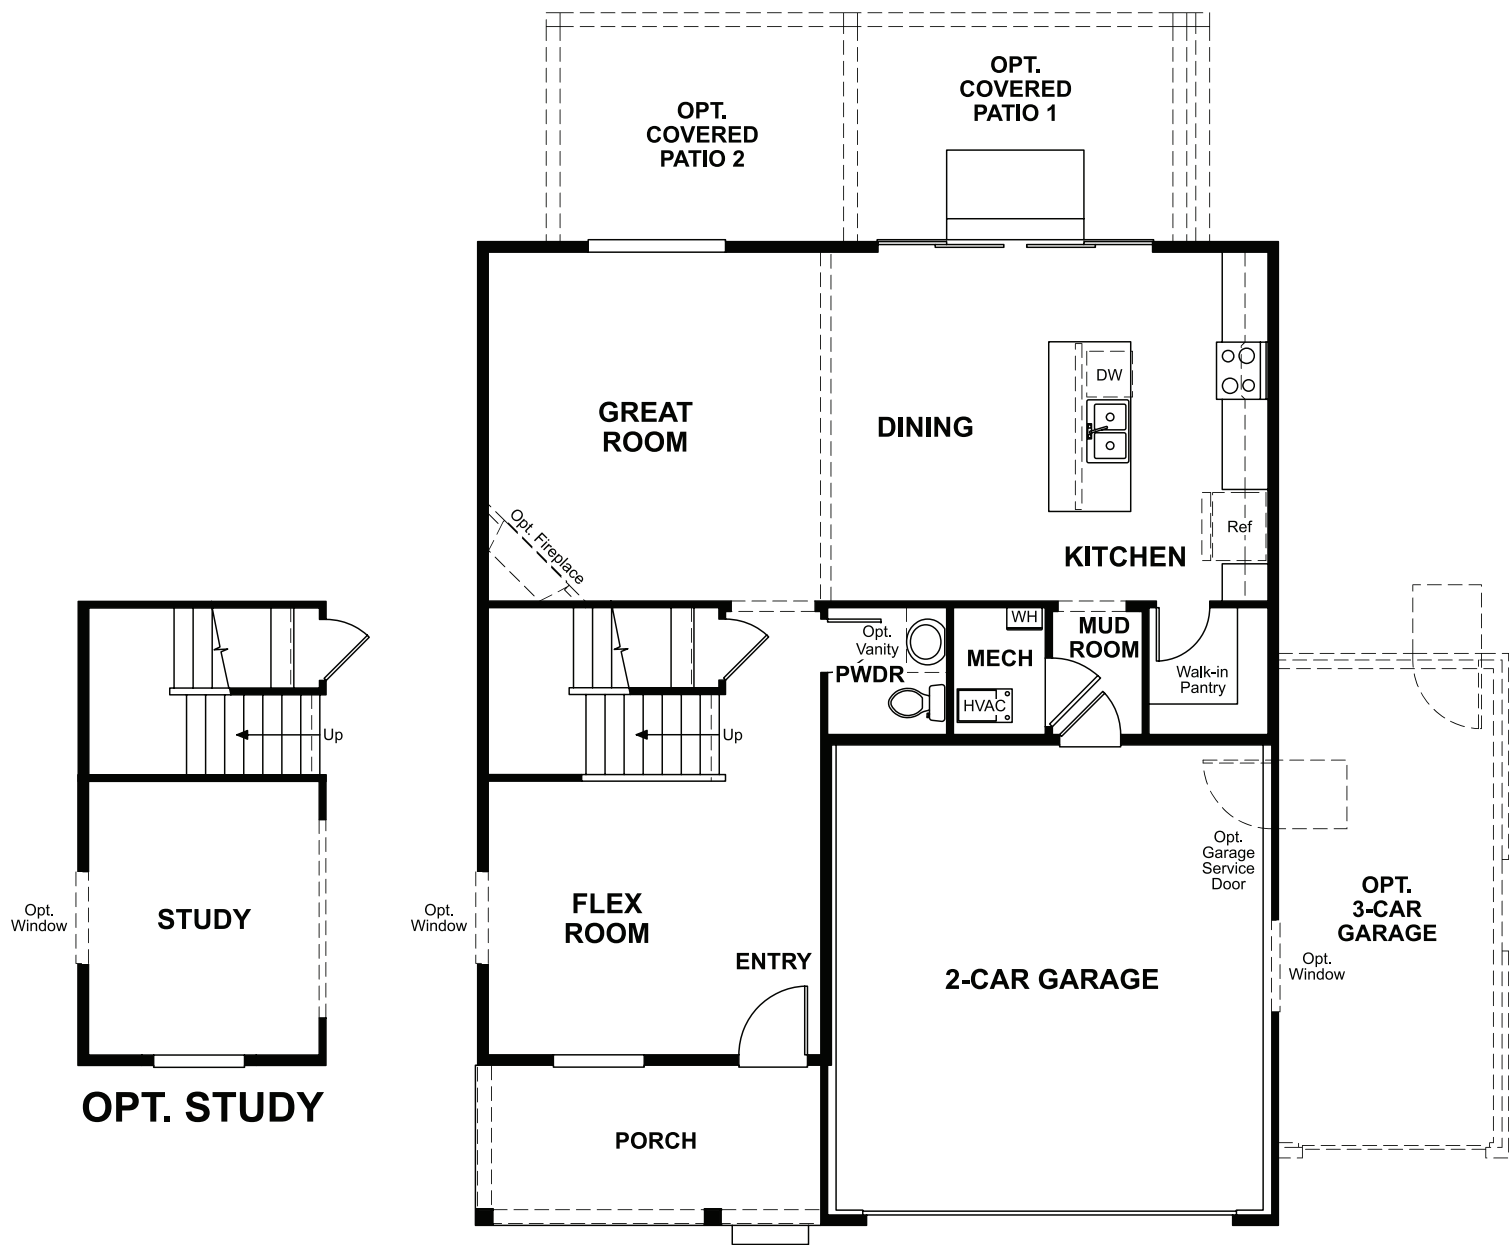 OPT.
COVERED
PATIO 1
OPT.
COVERED
PATIO 2
DW
GREAT
ROOM
DINING
Opt. Fireplace
Ref
KITCHEN
WH
MUD
ROOM
Opt.
Vanity
PWDR
MECH
Walk-in
Pantry
HVAC
Up
Up
Opt.
Garage
Service
Door
OPT.
3-CAR
GARAGE
Opt.
Window
STUDY
Opt.
Window
FLEX
ROOM
ENTRY
2-CAR GARAGE
Opt.
Window
OPT. STUDY
PORCH